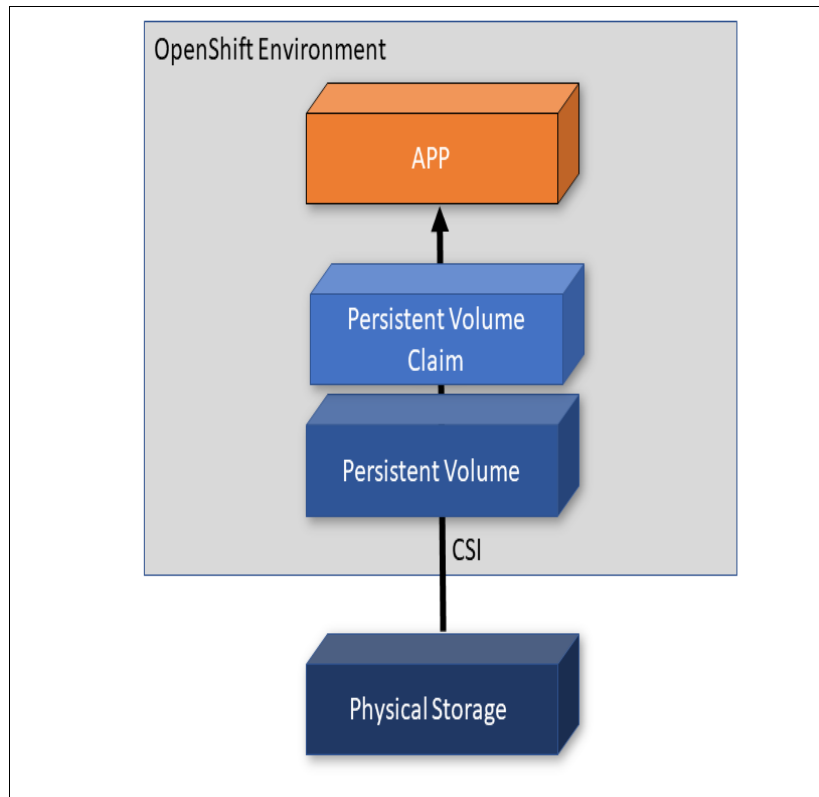 OpenShift Environment
APP
Persistent Volume
Claim
Persistent Volume
CSI
Physical Storage